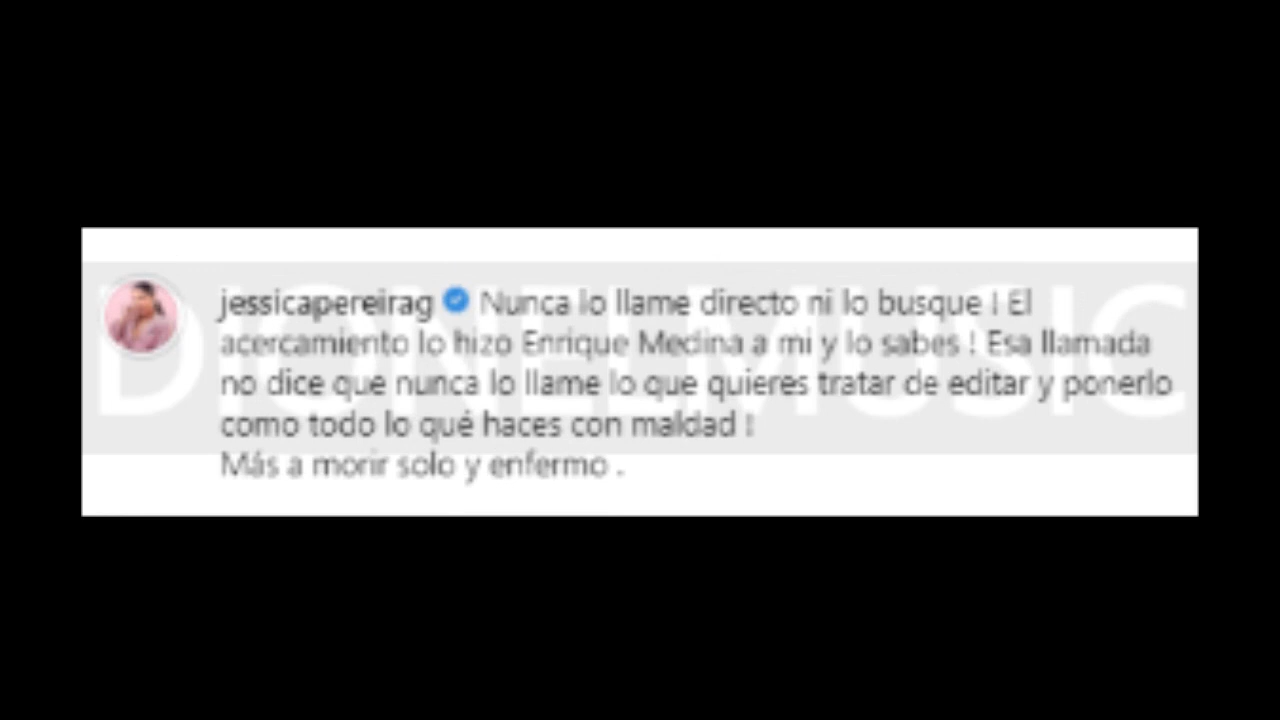 jessicapereirag Nunca lo llame directo ni lo busque ! El
acercamiento lo hizo Enrique Medina a mi y lo sabes ! Esa llamada
no dice que nunca lo llame lo que quieres tratar de editar y ponerlo
como todo lo qué haces con maldad !
Más a morir solo y enfermo .
DIONELMUSIC